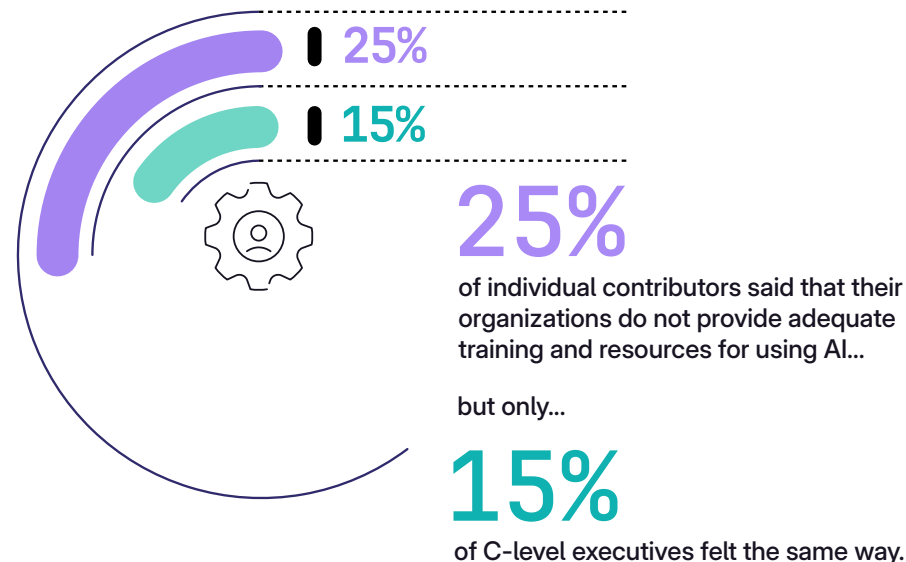 25%
15%
25%
of individual contributors said that their
organizations do not provide adequate
training and resources for using AI...
but only...
15%
of C-level executives felt the same way.